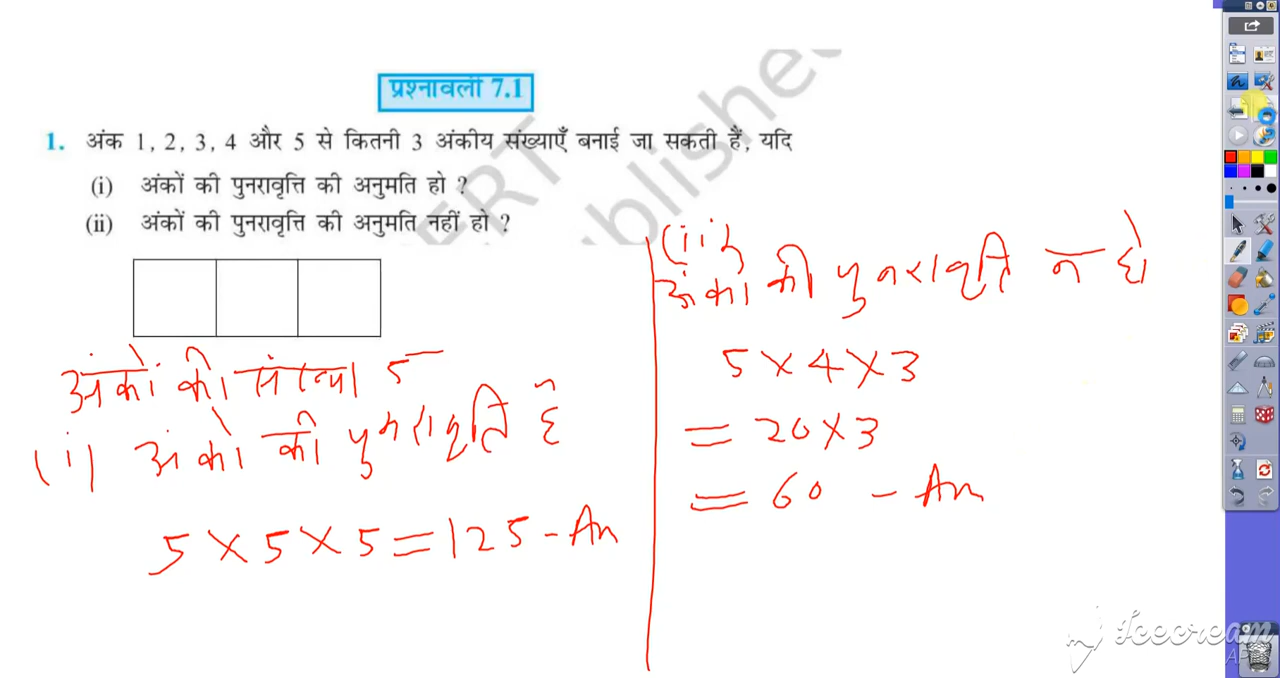 प्रश्नावली 7.1
1. अंक 1, 2, 3, 4 और 5 से कितनी 3 अंकीय संख्याएँ बनाई जा सकती हैं, यदि
(i) अंकों की पुनरावृत्ति की अनुमति हो ?
(ii) अंकों की पुनरावृत्ति की अनुमति नहीं हो ?
अंकों की संख्या 5
(i) अंको की पुनरावृति है
5 × 5 × 5 = 125 - An
(ii)
अंकों की पुनरावृति न हो
5 × 4 × 3
= 20 × 3
= 60 - An
Icecream
AP